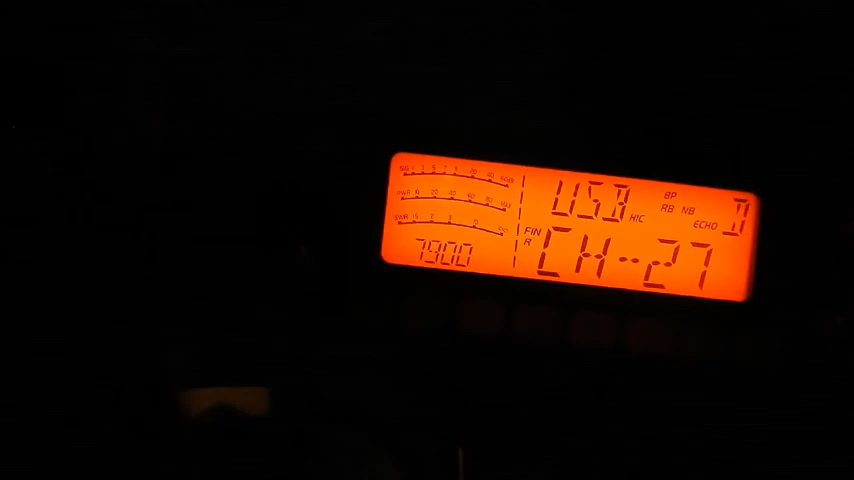 S/RF 1 3 5 7 9 20 40 60dB
PWR 10 20 40 60 80 MAX
SWR 1.5 2 3 10 ∞
7900
USB HIC
BP
RB NB
ECHO
D
FIN
R
CH--27